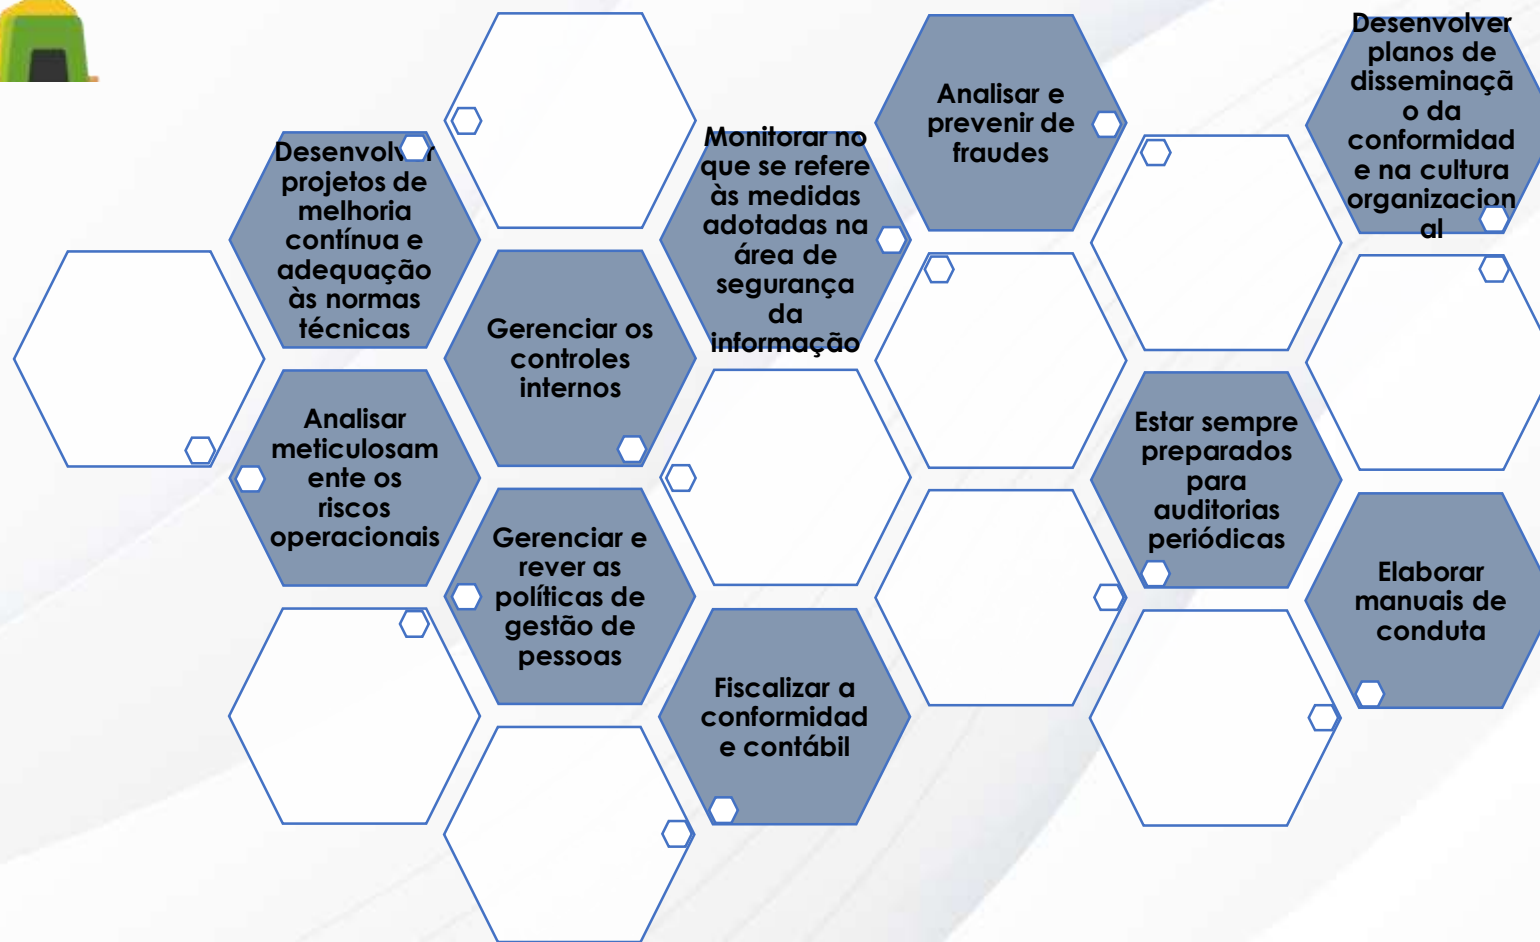 Desenvolver
projetos de
melhoria
contínua e
adequação
às normas
técnicas
Analisar
meticulosam
ente os
riscos
operacionais
Gerenciar os
controles
internos
Gerenciar e
rever as
políticas de
gestão de
pessoas
Monitorar no
que se refere
às medidas
adotadas na
área de
segurança
da
informação
Fiscalizar a
conformidad
e contábil
Analisar e
prevenir de
fraudes
Estar sempre
preparados
para
auditorias
periódicas
Desenvolver
planos de
disseminaçã
o da
conformidad
e na cultura
organizacion
al
Elaborar
manuais de
conduta